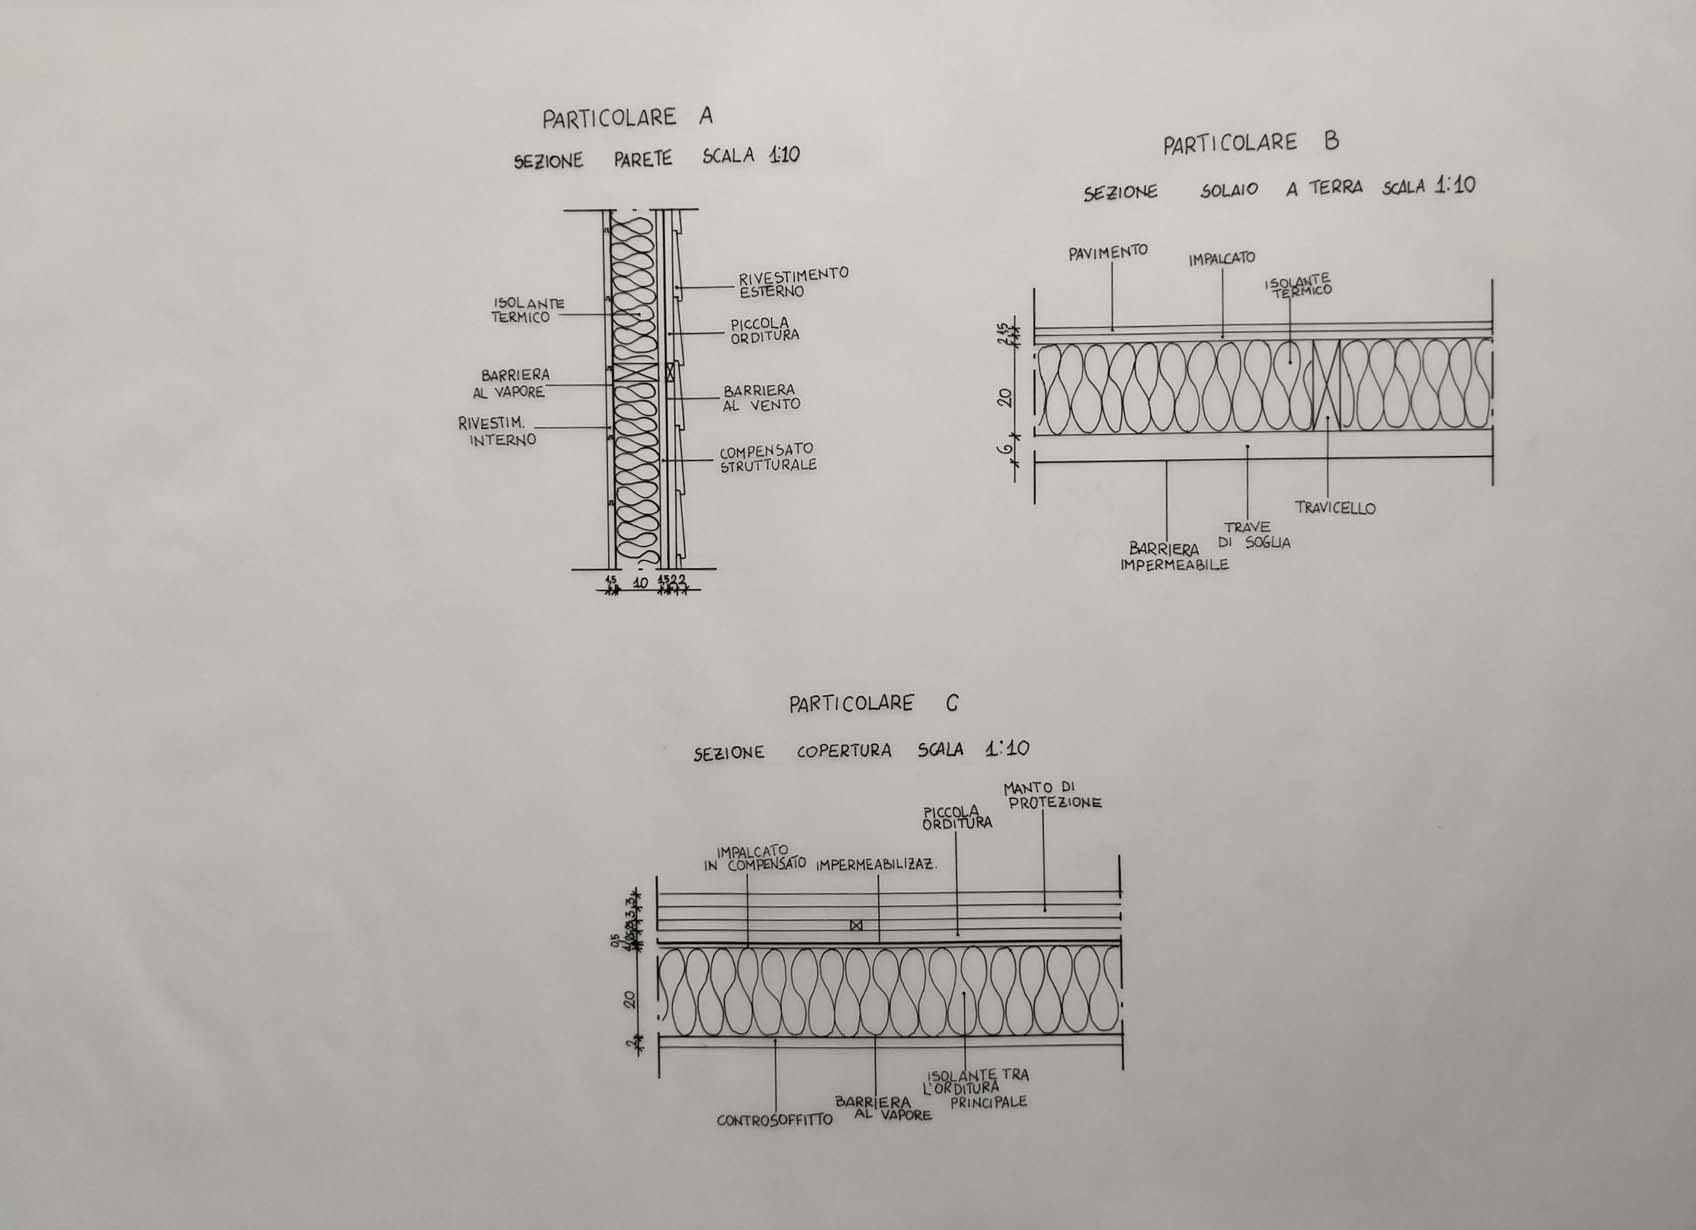 PARTICOLARE A
SEZIONE PARETE SCALA 1:10
ISOLANTE
TERMICO
BARRIERA
AL VAPORE
RIVESTIM.
INTERNO
RIVESTIMENTO
ESTERNO
PICCOLA
ORDITURA
BARRIERA
AL VENTO
COMPENSATO
STRUTTURALE
1,5 10 1,5 2 2
PARTICOLARE B
SEZIONE SOLAIO A TERRA SCALA 1:10
PAVIMENTO
IMPALCATO
ISOLANTE
TERMICO
2 1,5
20
6
TRAVICELLO
TRAVE
DI SOGLIA
BARRIERA
IMPERMEABILE
PARTICOLARE C
SEZIONE COPERTURA SCALA 1:10
MANTO DI
PROTEZIONE
PICCOLA
ORDITURA
IMPALCATO
IN COMPENSATO
IMPERMEABILIZAZ.
3
3
0,5
20
2
ISOLANTE TRA
L'ORDITURA
PRINCIPALE
BARRIERA
AL VAPORE
CONTROSOFFITTO